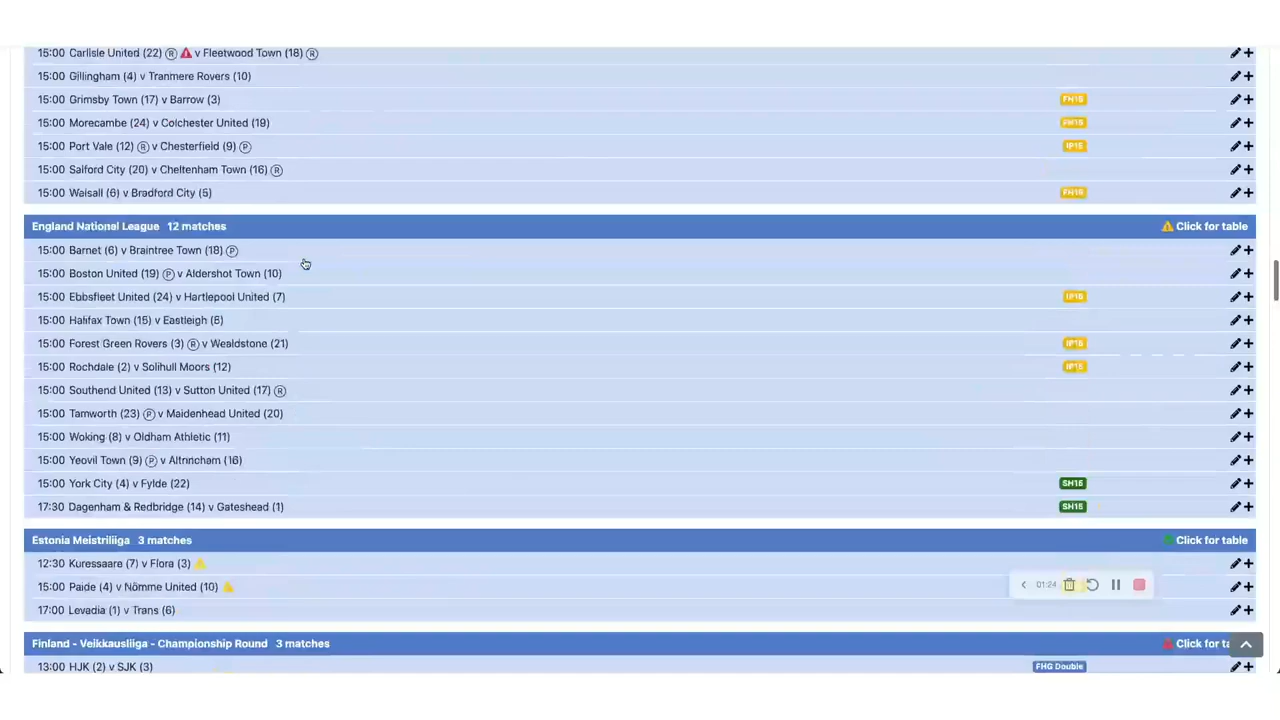 15:00 Carlisle United (22) R v Fleetwood Town (18) R
15:00 Gillingham (4) v Tranmere Rovers (10)
15:00 Grimsby Town (17) v Barrow (3) FH15
15:00 Morecambe (24) v Colchester United (19) FH15
15:00 Port Vale (12) R v Chesterfield (9) P IP15
15:00 Salford City (20) v Cheltenham Town (16) R
15:00 Walsall (6) v Bradford City (5) FH15
England National League 12 matches Click for table
15:00 Barnet (6) v Braintree Town (18) P
15:00 Boston United (19) P v Aldershot Town (10)
15:00 Ebbsfleet United (24) v Hartlepool United (7) IP15
15:00 Halifax Town (15) v Eastleigh (5)
15:00 Forest Green Rovers (3) R v Wealdstone (21) IP15
15:00 Rochdale (2) v Solihull Moors (12) IP15
15:00 Southend United (13) v Sutton United (17) R
15:00 Tamworth (23) P v Maidenhead United (20)
15:00 Woking (8) v Oldham Athletic (11)
15:00 Yeovil Town (9) P v Altrincham (16)
15:00 York City (4) v Fylde (22) SH15
17:30 Dagenham & Redbridge (14) v Gateshead (1) SH15
Estonia Meistriliiga 3 matches Click for table
12:30 Kuressaare (7) v Flora (3)
15:00 Paide (4) v Nömme United (10)
01:24
17:00 Levadia (1) v Trans (6)
Finland - Veikkausliiga - Championship Round 3 matches Click for ta
13:00 HJK (2) v SJK (3) FHG Double